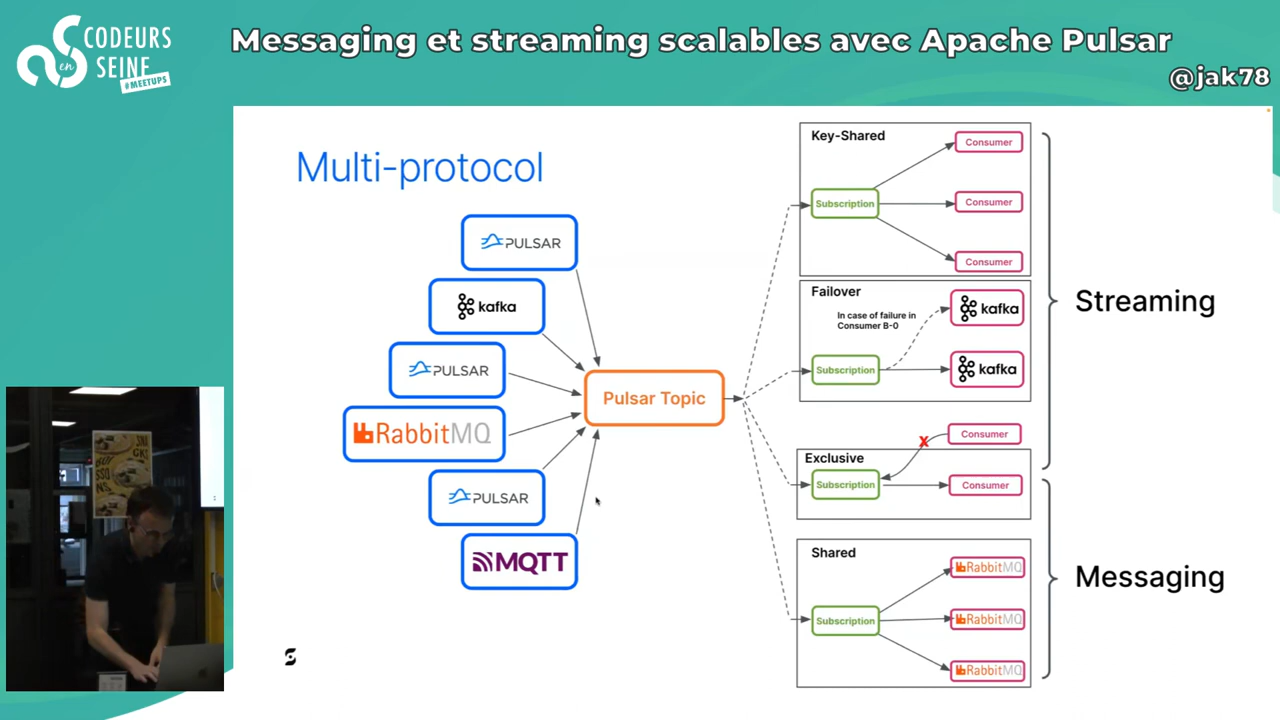 CODEURS
en
SEINE
#MEETUPS
Messaging et streaming scalables avec Apache Pulsar
@jak78
Multi-protocol
PULSAR
kafka
PULSAR
RabbitMQ
PULSAR
MQTT
Pulsar Topic
Key-Shared
Subscription
Consumer
Consumer
Consumer
Failover
In case of failure in
Consumer B-0
Subscription
kafka
kafka
Streaming
Exclusive
Subscription
X
Consumer
Consumer
Shared
Subscription
RabbitMQ
RabbitMQ
RabbitMQ
Messaging